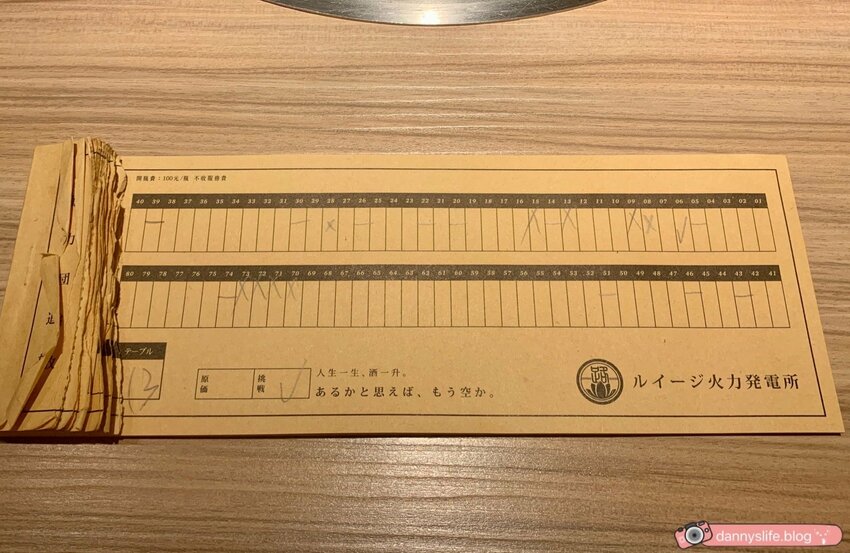 開瓶費：100元/瓶 不收服務費
40 39 38 37 36 35 34 33 32 31 30 29 28 27 26 25 24 23 22 21 20 19 18 17 16 15 14 13 12 11 10 09 08 07 06 05 04 03 02 01
80 79 78 77 76 75 74 73 72 71 70 69 68 67 66 65 64 63 62 61 60 59 58 57 56 55 54 53 52 51 50 49 48 47 46 45 44 43 42 41
テーブル
13
原価
挑戦
人生一生、酒一升。
あるかと思えば、もう空か。
路
ルイージ火力発電所
力
団
dannyslife.blog